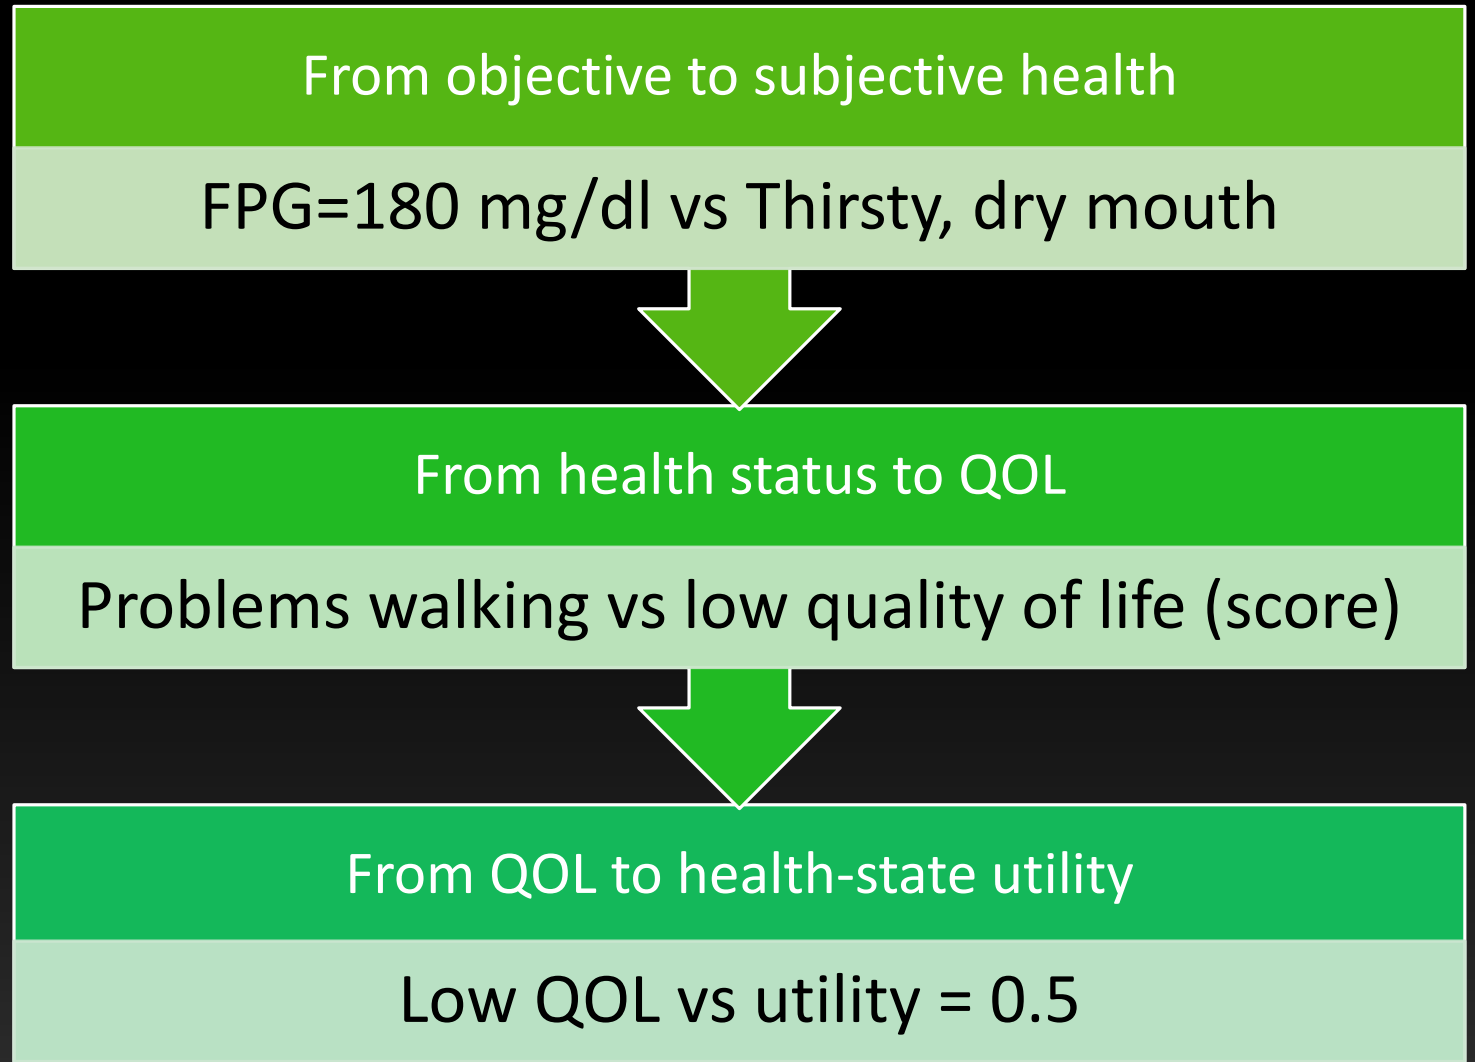 From objective to subjective health
FPG=180 mg/dl vs Thirsty, dry mouth
From health status to QOL
Problems walking vs low quality of life (score)
From QOL to health-state utility
Low QOL vs utility = 0.5